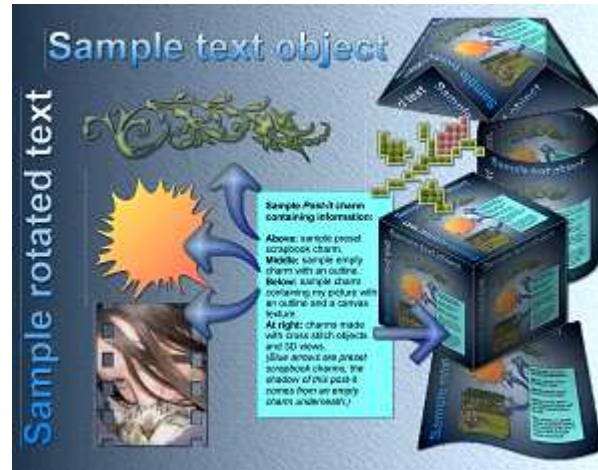 Sample text object
Sample rotated text
Sample Post-it charm
containing information:
Above: sample preset
scrapbook charm.
Middle: sample empty
charm with an outline.
Below: sample charm
containing my picture with
an outline and a canvas
texture.
At right: charms made
with cross stitch objects
and 3D views.
(Blue arrows are preset
scrapbook charms, the
shadow of this post-it
comes from an empty
charm underneath.)